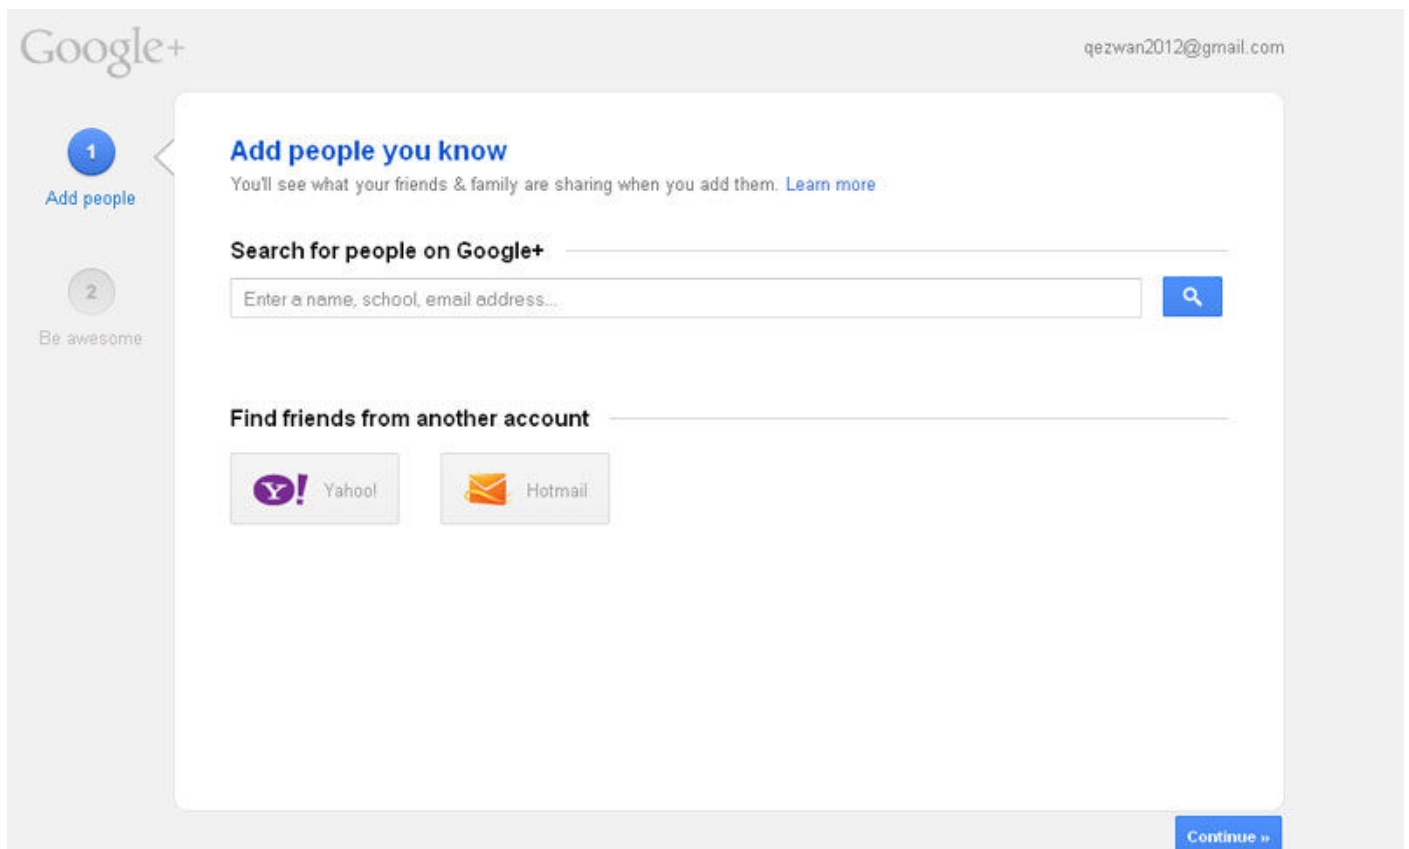 Google+
qezwan2012@gmail.com
1
Add people
2
Be awesome
Add people you know
You'll see what your friends & family are sharing when you add them. Learn more
Search for people on Google+
Enter a name, school, email address...
Find friends from another account
Y! Yahoo!
Hotmail
Continue »